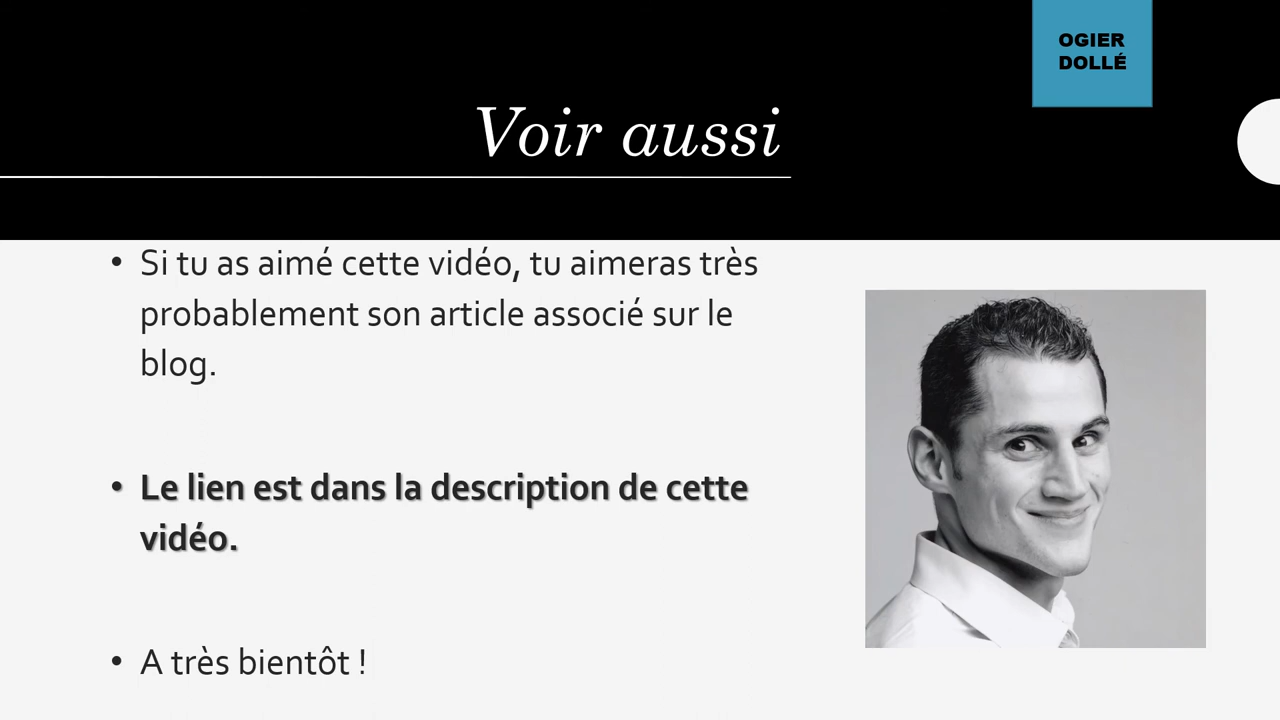 OGIER
DOLLÉ
Voir aussi
• Si tu as aimé cette vidéo, tu aimeras très
probablement son article associé sur le
blog.
• Le lien est dans la description de cette
vidéo.
• A très bientôt !